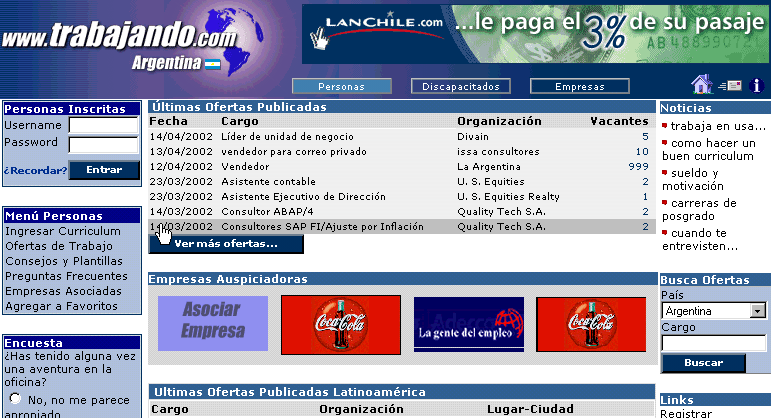 www.trabajando.com
Argentina
LANCHILE.com
...le paga el 3% de su pasaje
AB 48899072
Personas
Discapacitados
Empresas
Personas Inscritas
Username
Password
¿Recordar?
Entrar
Menú Personas
Ingresar Curriculum
Ofertas de Trabajo
Consejos y Plantillas
Preguntas Frecuentes
Empresas Asociadas
Agregar a Favoritos
Encuesta
¿Has tenido alguna vez
una aventura en la
oficina?
No, no me parece
apropiado
Últimas Ofertas Publicadas
Fecha Cargo Organización Vacantes
14/04/2002 Líder de unidad de negocio Divain 5
13/04/2002 vendedor para correo privado issa consultores 10
12/04/2002 Vendedor La Argentina 999
23/03/2002 Asistente contable U. S. Equities 2
23/03/2002 Asistente Ejecutivo de Dirección U. S. Equities Realty 1
14/03/2002 Consultor ABAP/4 Quality Tech S.A. 2
14/03/2002 Consultores SAP FI/Ajuste por Inflación Quality Tech S.A. 2
Ver más ofertas...
Empresas Auspiciadoras
Asociar
Empresa
Coca-Cola
La gente del empleo
Coca-Cola
Ultimas Ofertas Publicadas Latinoamérica
Cargo Organización Lugar-Ciudad
Noticias
trabaja en usa...
como hacer un
buen curriculum
sueldo y
motivación
carreras de
posgrado
cuando te
entrevisten...
Busca Ofertas
País
Argentina
Cargo
Buscar
Links
Registrar